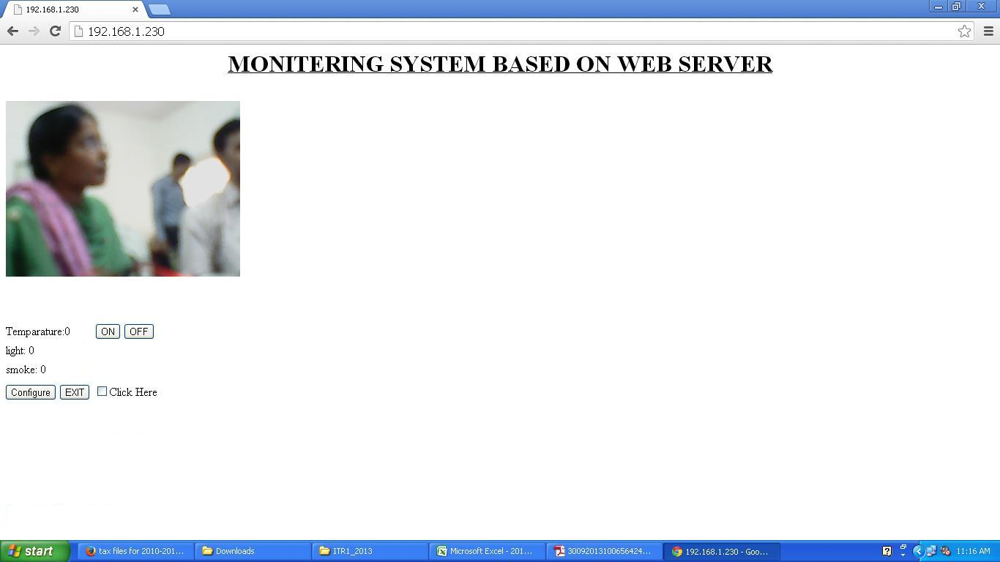 192.168.1.230
192.168.1.230
MONITERING SYSTEM BASED ON WEB SERVER
Temparature:0 ON OFF
light: 0
smoke: 0
Configure EXIT Click Here
start tax files for 2010-201... Downloads ITR1_2013 Microsoft Excel - 201... 30092013100656424... 192.168.1.230 - Goo... 11:16 AM